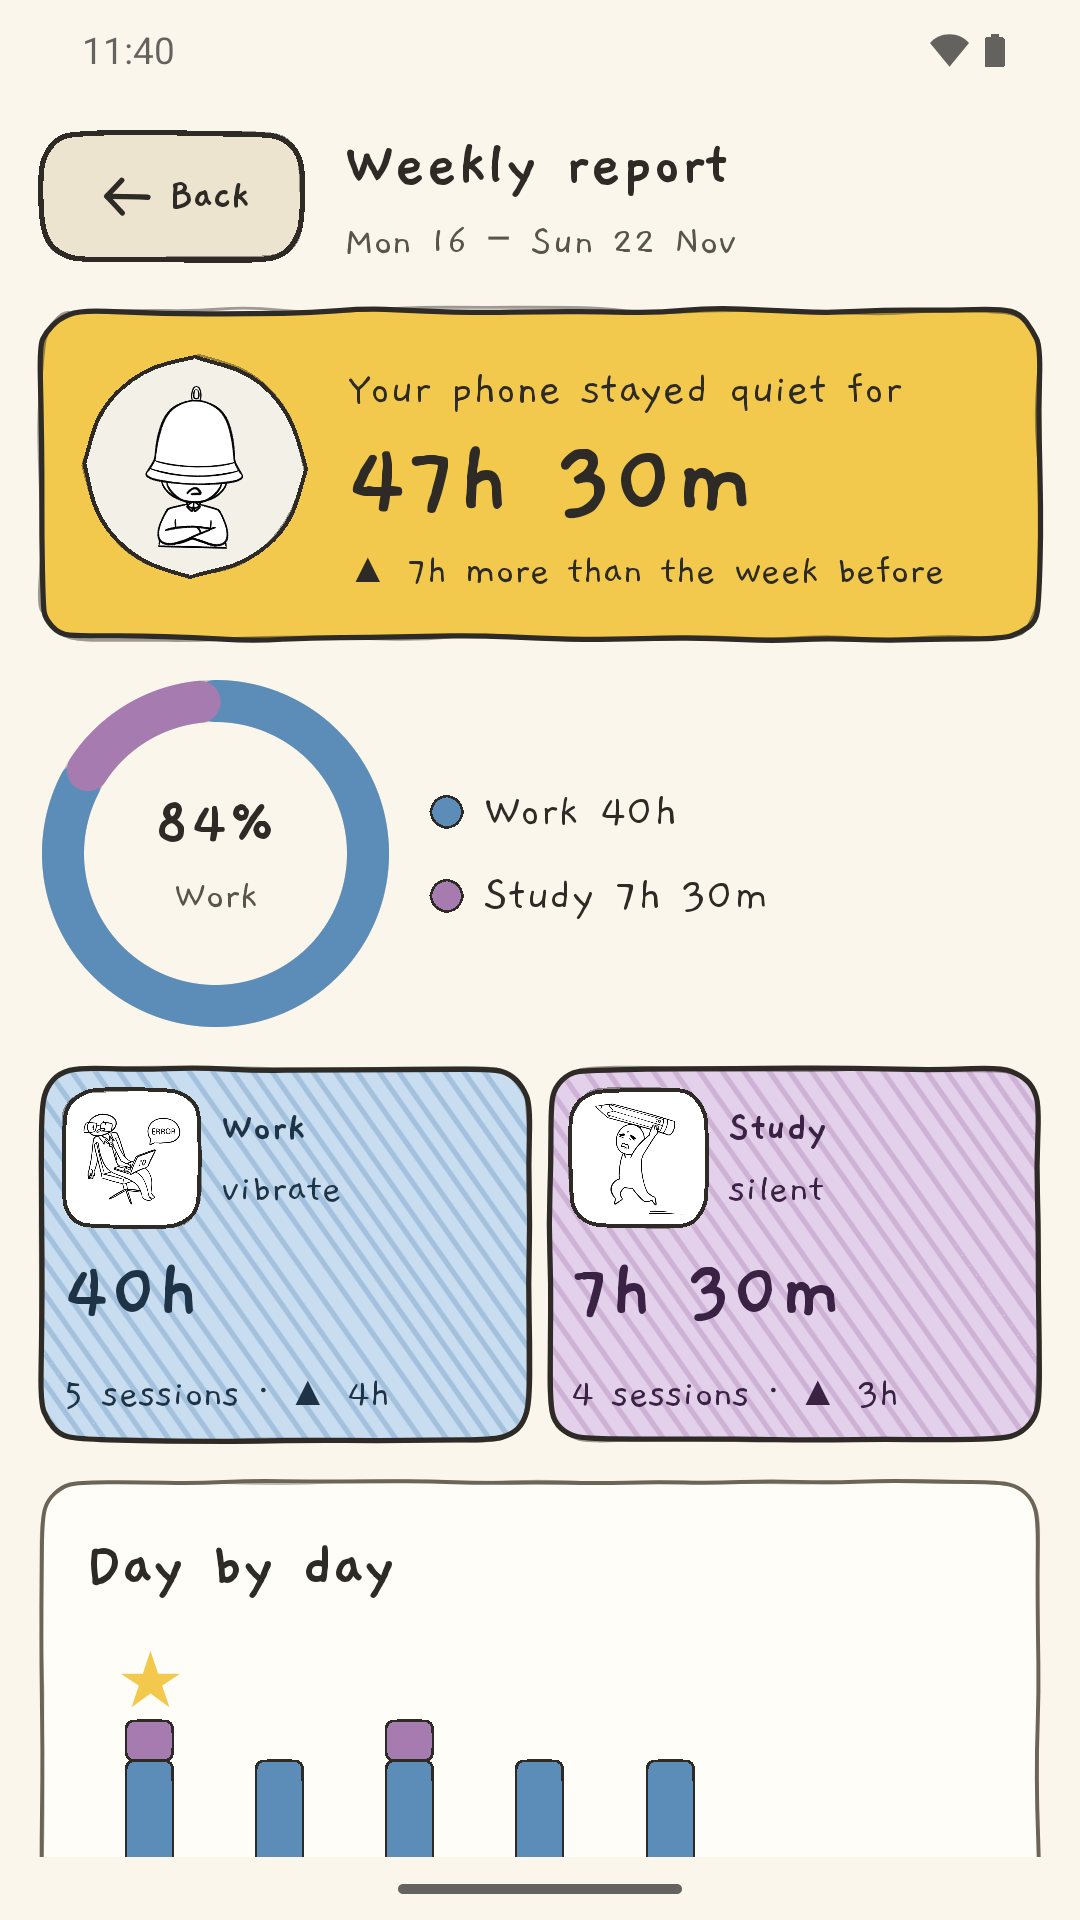 11:40
← Back
Weekly report
Mon 16 – Sun 22 Nov
Your phone stayed quiet for
47h 30m
▲ 7h more than the week before
84%
Work
Work 40h
Study 7h 30m
ERROR
Work
vibrate
40h
5 sessions · ▲ 4h
Study
silent
7h 30m
4 sessions · ▲ 3h
Day by day